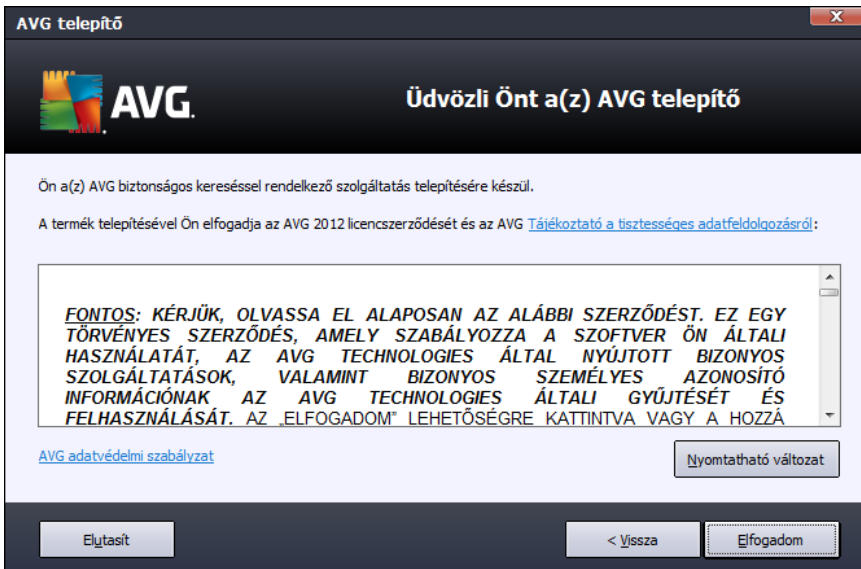 AVG telepítő
AVG.
Üdvözli Önt a(z) AVG telepítő
Ön a(z) AVG biztonságos kereséssel rendelkező szolgáltatás telepítésére készül.
A termék telepítésével Ön elfogadja az AVG 2012 licencszerződését és az AVG Tájékoztató a tisztességes adatfeldolgozásról:
FONTOS: KÉRJÜK, OLVASSA EL ALAPOSAN AZ ALÁBBI SZERZŐDÉST. EZ EGY
TÖRVÉNYES SZERZŐDÉS, AMELY SZABÁLYOZZA A SZOFTVER ÖN ÁLTALI
HASZNÁLATÁT, AZ AVG TECHNOLOGIES ÁLTAL NYÚJTOTT BIZONYOS
SZOLGÁLTATÁSOK, VALAMINT BIZONYOS SZEMÉLYES AZONOSÍTÓ
INFORMÁCIÓNAK AZ AVG TECHNOLOGIES ÁLTALI GYŰJTÉSÉT ÉS
FELHASZNÁLÁSÁT. AZ „ELFOGADOM” LEHETŐSÉGRE KATTINTVA VAGY A HOZZÁ
AVG adatvédelmi szabályzat
Nyomtatható változat
Elutasít
< Vissza
Elfogadom